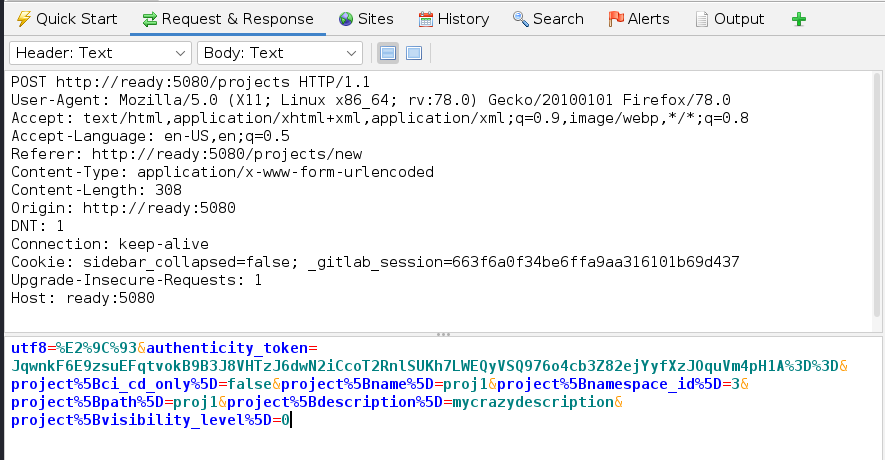 Quick Start Request & Response Sites History Search Alerts Output
Header: Text Body: Text
POST http://ready:5080/projects HTTP/1.1
User-Agent: Mozilla/5.0 (X11; Linux x86_64; rv:78.0) Gecko/20100101 Firefox/78.0
Accept: text/html,application/xhtml+xml,application/xml;q=0.9,image/webp,*/*;q=0.8
Accept-Language: en-US,en;q=0.5
Referer: http://ready:5080/projects/new
Content-Type: application/x-www-form-urlencoded
Content-Length: 308
Origin: http://ready:5080
DNT: 1
Connection: keep-alive
Cookie: sidebar_collapsed=false; _gitlab_session=663f6a0f34be6ffa9aa316101b69d437
Upgrade-Insecure-Requests: 1
Host: ready:5080
utf8=%E2%9C%93&authenticity_token=
JqwnkF6E9zsuEFqtvokB9B3J8VHTzJ6dwN2iCcoT2RnlSUKh7LWEQyVSQ976o4cb3Z82ejYyfXzJOquVm4pH1A%3D%3D&
project%5Bci_cd_only%5D=false&project%5Bname%5D=proj1&project%5Bnamespace_id%5D=3&
project%5Bpath%5D=proj1&project%5Bdescription%5D=mycrazydescription&
project%5Bvisibility_level%5D=0